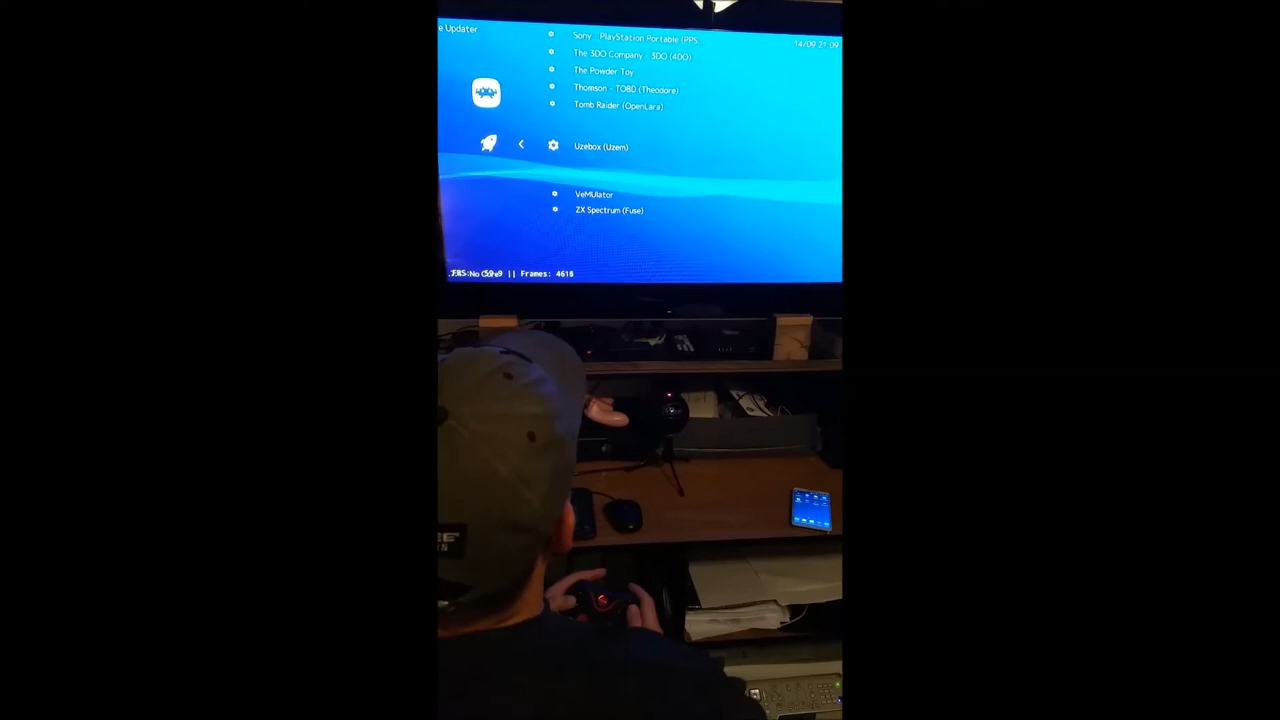 e Updater
14/09 21:09
Sony - PlayStation Portable (PPS...
The 3DO Company - 3DO (4DO)
The Powder Toy
Thomson - TO8D (Theodore)
Tomb Raider (OpenLara)
Uzebox (Uzem)
VeMUlator
ZX Spectrum (Fuse)
|| Frames: 4618